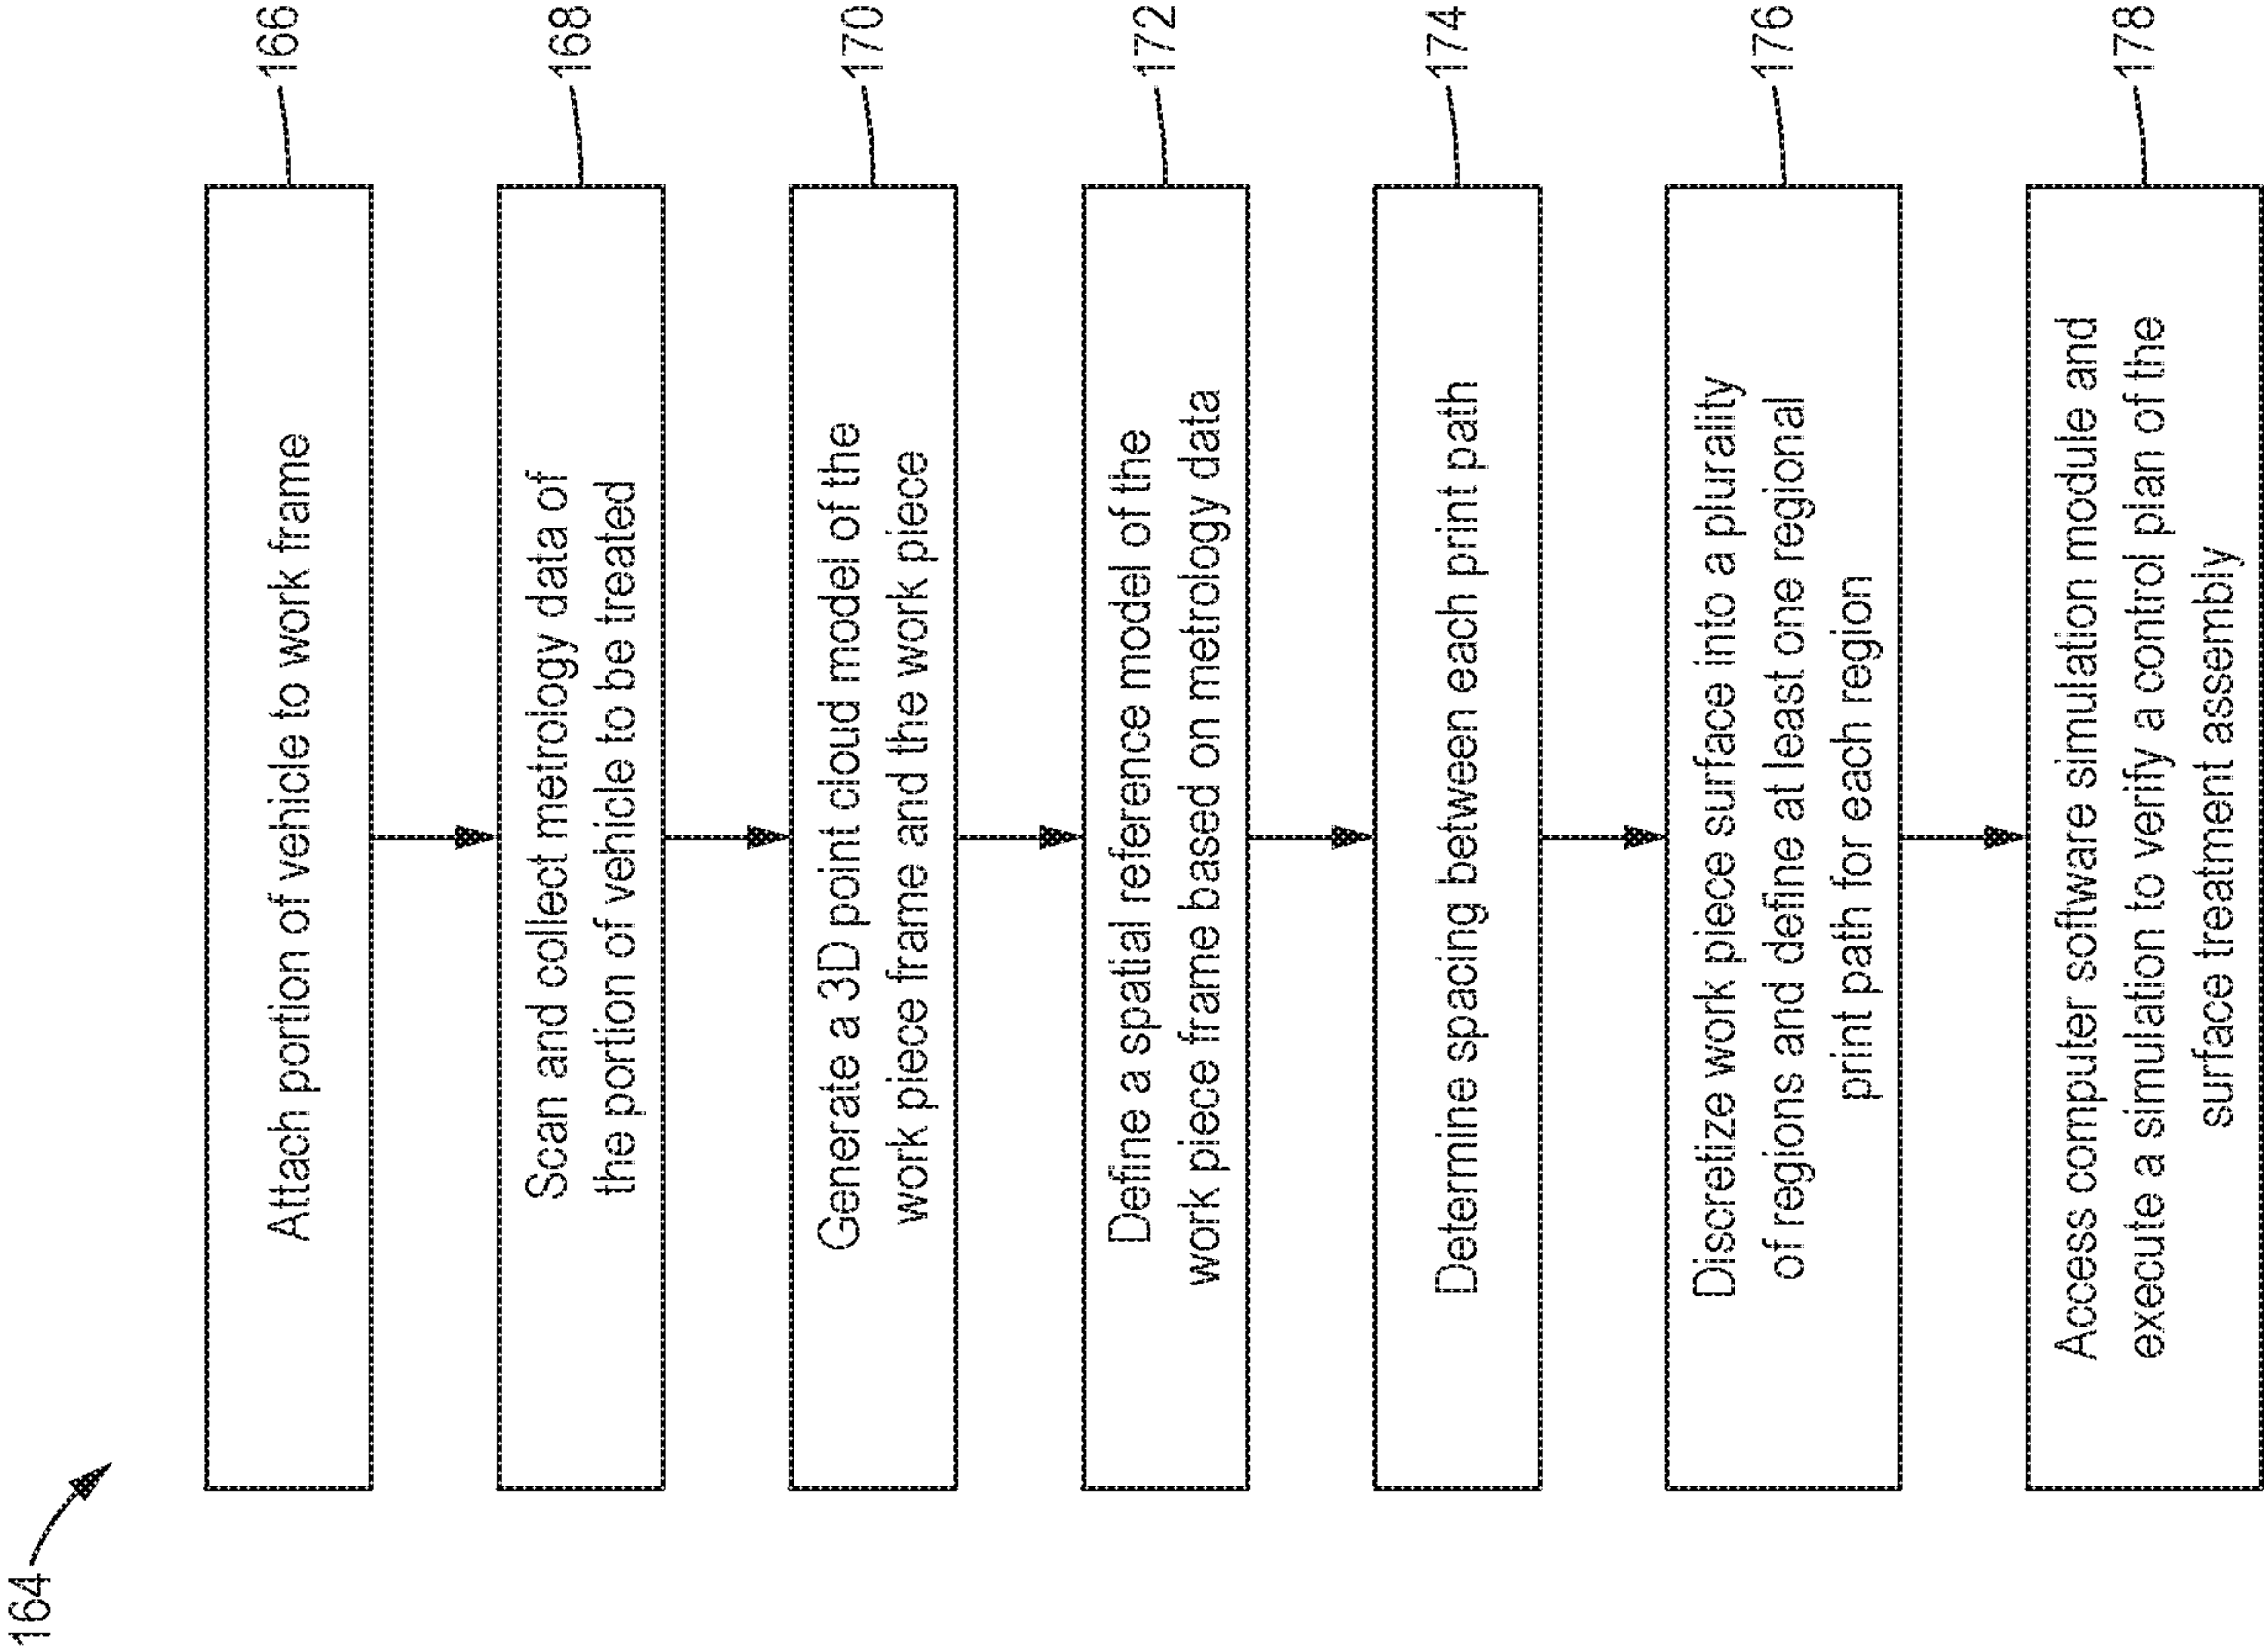 164
Attach portion of vehicle to work frame
166
Scan and collect metrology data of
the portion of vehicle to be treated
168
Generate a 3D point cloud model of the
work piece frame and the work piece
170
Define a spatial reference model of the
work piece frame based on metrology data
172
Determine spacing between each print path
174
Discretize work piece surface into a plurality
of regions and define at least one regional
print path for each region
176
Access computer software simulation module and
execute a simulation to verify a control plan of the
surface treatment assembly
178